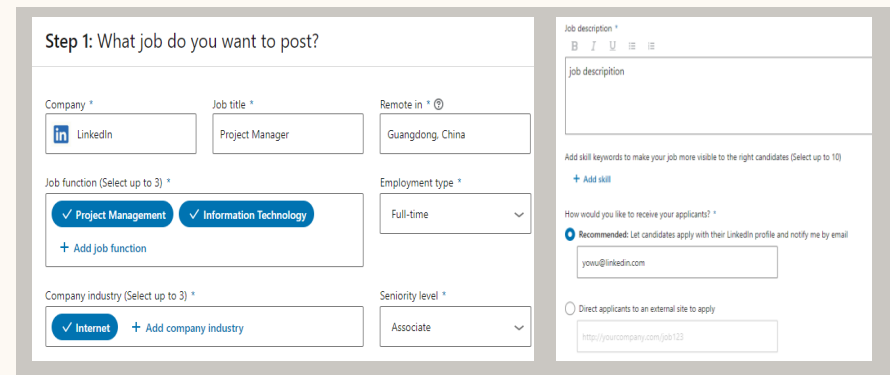 Step 1: What job do you want to post?
Company * Job title * Remote in *
in LinkedIn Project Manager Guangdong, China
Job function (Select up to 3) * Employment type *
Project Management Information Technology Full-time
+ Add job function
Company industry (Select up to 3) * Seniority level *
Internet + Add company industry Associate
Job description *
B I U
job descripition
Add skill keywords to make your job more visible to the right candidates (Select up to 10)
+ Add skill
How would you like to receive your applicants? *
Recommended: Let candidates apply with their LinkedIn profile and notify me by email
yowu@linkedin.com
Direct applicants to an external site to apply
http://yourcompany.com/job123